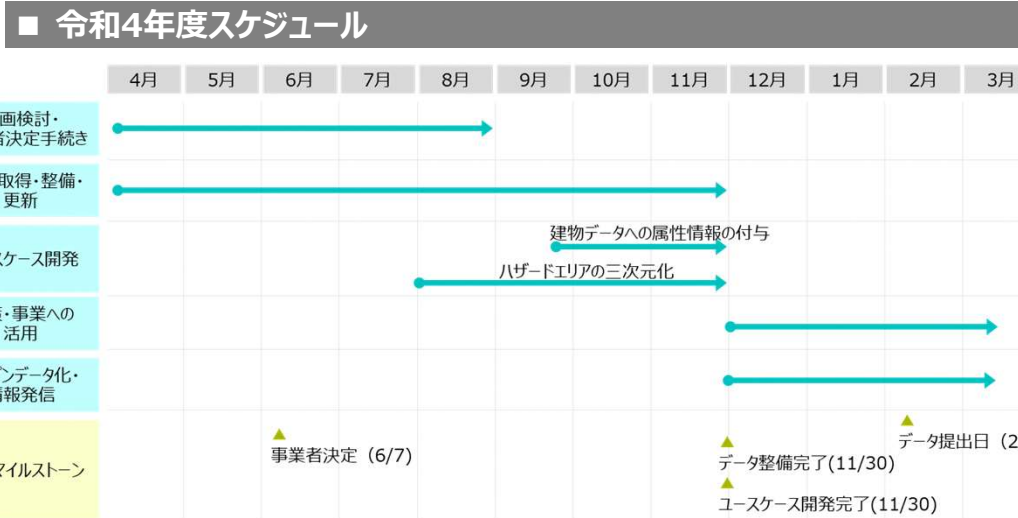 ■ 令和4年度スケジュール
4月 5月 6月 7月 8月 9月 10月 11月 12月 1月 2月 3月
画検討・
者決定手続き
取得・整備・
更新
建物データへの属性情報の付与
スケース開発
ハザードエリアの三次元化
・事業への
活用
ンデータ化・
情報発信
マイルストーン
事業者決定（6/7)
データ提出日（2
データ整備完了(11/30)
ユースケース開発完了(11/30)